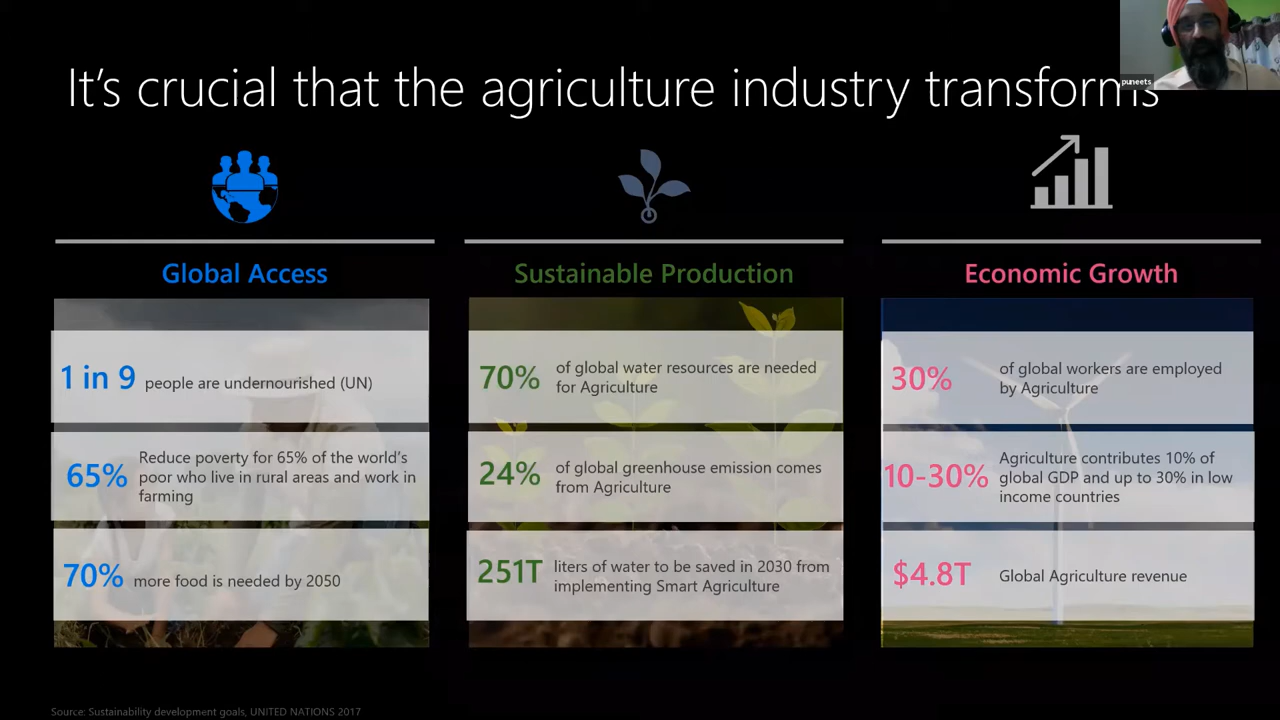 It's crucial that the agriculture industry transforms
puneets
Global Access
1 in 9 people are undernourished (UN)
65%
Reduce poverty for 65% of the world's
poor who live in rural areas and work in
farming
70% more food is needed by 2050
Sustainable Production
70%
of global water resources are needed
for Agriculture
24%
of global greenhouse emission comes
from Agriculture
251T
liters of water to be saved in 2030 from
implementing Smart Agriculture
Economic Growth
30%
of global workers are employed
by Agriculture
10-30%
Agriculture contributes 10% of
global GDP and up to 30% in low
income countries
$4.8T Global Agriculture revenue
Source: Sustainability development goals, UNITED NATIONS 2017